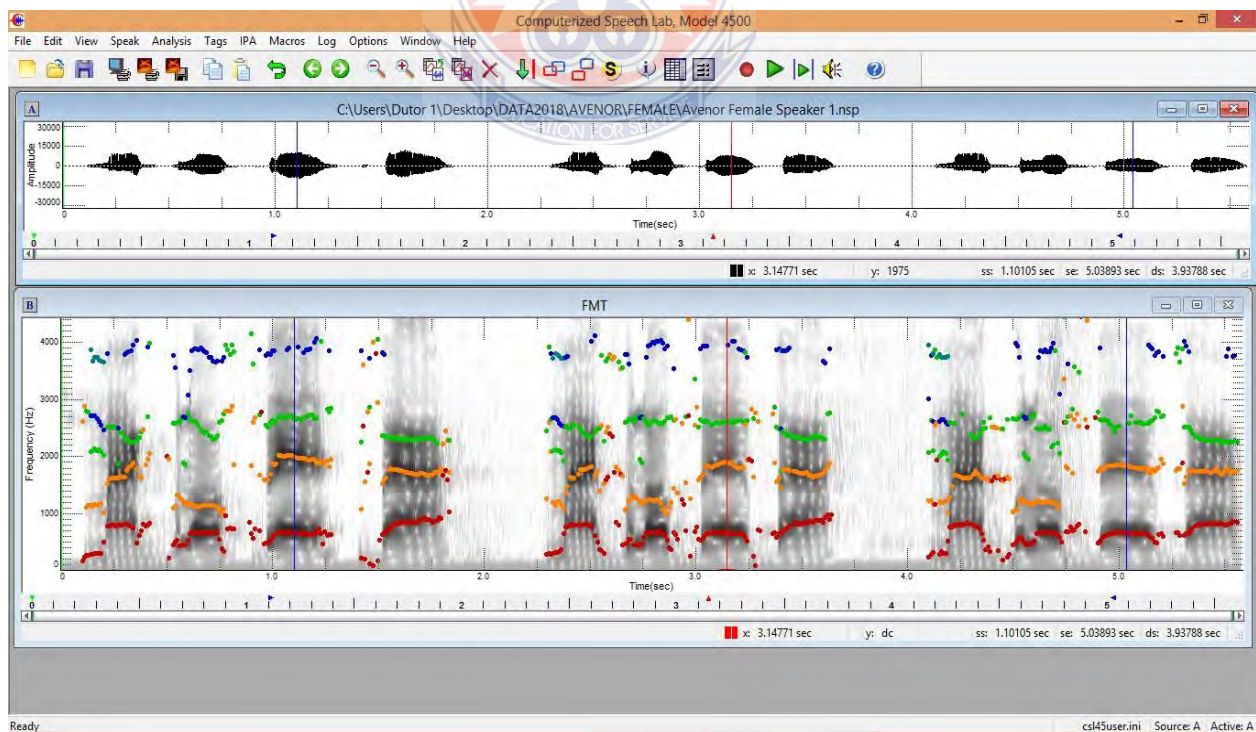 Computerized Speech Lab, Model 4500
File Edit View Speak Analysis Tags IPA Macros Log Options Window Help
A
C:\Users\Dutor 1\Desktop\DATA2018\AVENOR\FEMALE\Avenor Female Speaker 1.nsp
EDUCATION FOR SERVICE
Amplitude
30000
15000
0
-15000
-30000
0 1.0 2.0 3.0 4.0 5.0
Time(sec)
0 1 2 3 4 5
x: 3.14771 sec y: 1975 ss: 1.10105 sec se: 5.03893 sec ds: 3.93788 sec
B
FMT
Frequency (Hz)
4000
3000
2000
1000
0
0 1.0 2.0 3.0 4.0 5.0
Time(sec)
0 1 2 3 4 5
x: 3.14771 sec y: dc ss: 1.10105 sec se: 5.03893 sec ds: 3.93788 sec
Ready csl45user.ini Source: A Active: A